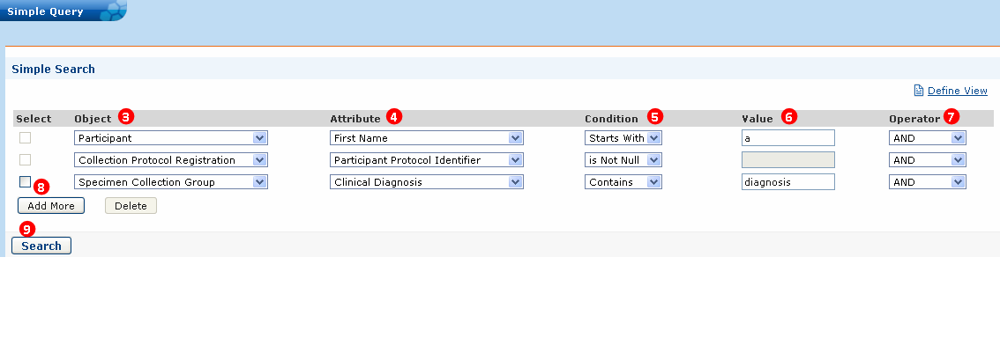 Simple Query
Simple Search
Define View
Select Object 3 Attribute 4 Condition 5 Value 6 Operator 7
Participant First Name Starts With a AND
Collection Protocol Registration Participant Protocol Identifier is Not Null AND
Specimen Collection Group Clinical Diagnosis Contains diagnosis AND
8
Add More Delete
9
Search